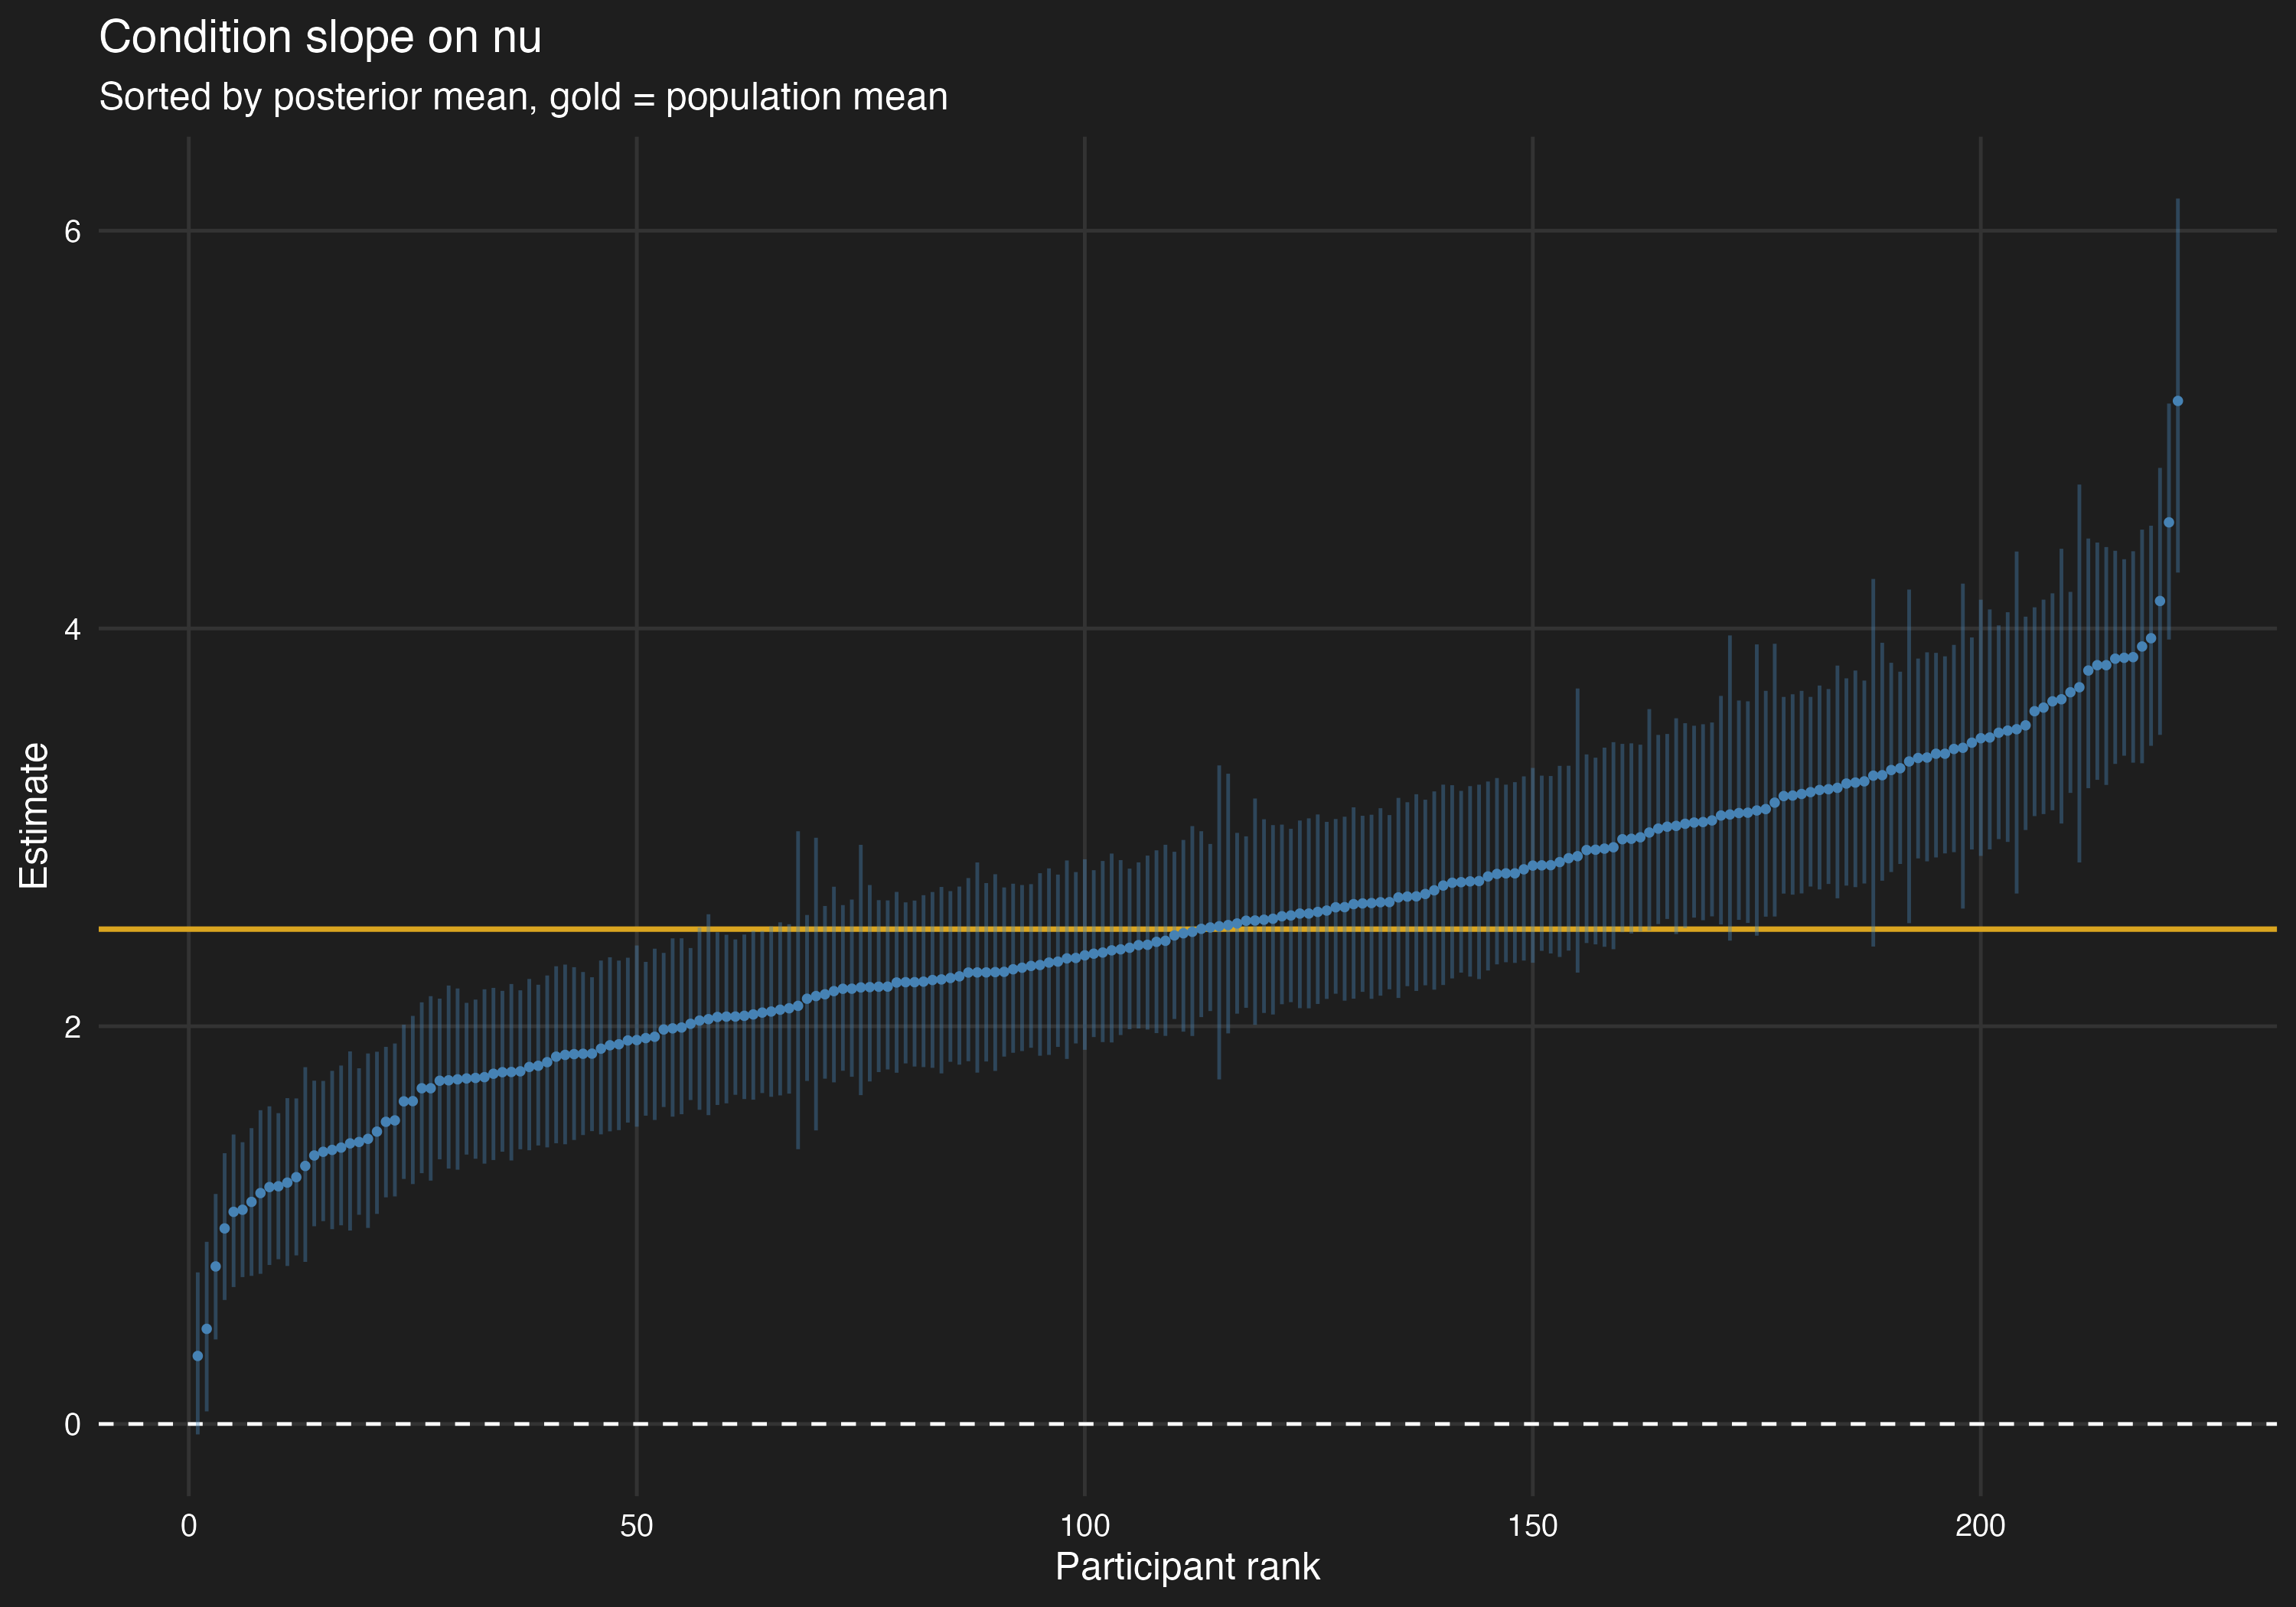 Condition slope on nu
Sorted by posterior mean, gold = population mean
6
4
2
0
Estimate
0 50 100 150 200
Participant rank